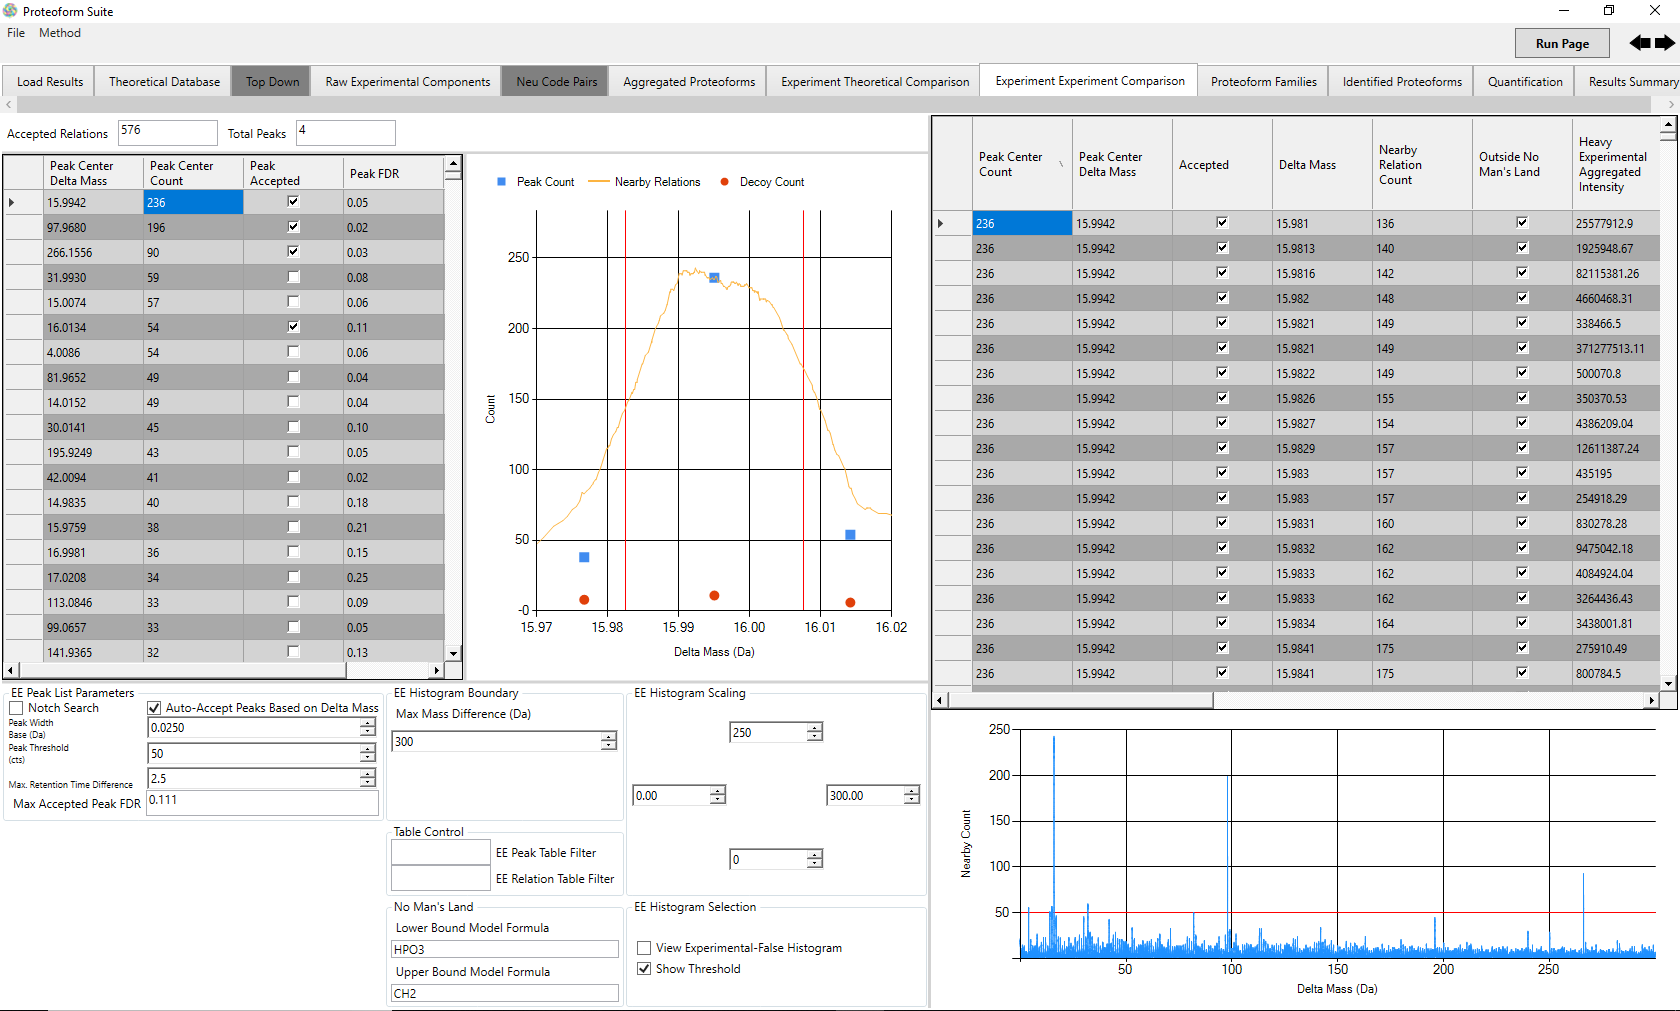 Proteoform Suite
File Method
Run Page
Load Results Theoretical Database Top Down Raw Experimental Components Neu Code Pairs Aggregated Proteoforms Experiment Theoretical Comparison Experiment Experiment Comparison Proteoform Families Identified Proteoforms Quantification Results Summary
Accepted Relations 576 Total Peaks 4
Peak Center Delta Mass Peak Center Count Peak Accepted Peak FDR
15.9942 236 0.05
97.9680 196 0.02
266.1556 90 0.03
31.9930 59 0.08
15.0074 57 0.06
16.0134 54 0.11
4.0086 54 0.06
81.9652 49 0.04
14.0152 49 0.04
30.0141 45 0.10
195.9249 43 0.05
42.0094 41 0.02
14.9835 40 0.18
15.9759 38 0.21
16.9981 36 0.15
17.0208 34 0.25
113.0846 33 0.09
99.0657 33 0.05
141.9365 32 0.13
Peak Count Nearby Relations Decoy Count
250
200
150
100
50
-0
Count
15.97 15.98 15.99 16.00 16.01 16.02
Delta Mass (Da)
Peak Center Count Peak Center Delta Mass Accepted Delta Mass Nearby Relation Count Outside No Man's Land Heavy Experimental Aggregated Intensity
236 15.9942 15.981 136 25577912.9
236 15.9942 15.9813 140 1925948.67
236 15.9942 15.9816 142 82115381.26
236 15.9942 15.982 148 4660468.31
236 15.9942 15.9821 149 338466.5
236 15.9942 15.9821 149 371277513.11
236 15.9942 15.9822 149 500070.8
236 15.9942 15.9826 155 350370.53
236 15.9942 15.9827 154 4386209.04
236 15.9942 15.9829 157 12611387.24
236 15.9942 15.983 157 435195
236 15.9942 15.983 157 254918.29
236 15.9942 15.9831 160 830278.28
236 15.9942 15.9832 162 9475042.18
236 15.9942 15.9833 162 4084924.04
236 15.9942 15.9833 162 3264436.43
236 15.9942 15.9834 164 3438001.81
236 15.9942 15.9841 175 275910.49
236 15.9942 15.9841 175 800784.5
EE Peak List Parameters
Notch Search Auto-Accept Peaks Based on Delta Mass
Peak Width Base (Da) 0.0250
Peak Threshold (cts) 50
Max. Retention Time Difference 2.5
Max Accepted Peak FDR 0.111
EE Histogram Boundary
Max Mass Difference (Da)
300
Table Control
EE Peak Table Filter
EE Relation Table Filter
No Man's Land
Lower Bound Model Formula
HPO3
Upper Bound Model Formula
CH2
EE Histogram Scaling
250
0.00 300.00
0
EE Histogram Selection
View Experimental-False Histogram
Show Threshold
250
200
150
100
50
Nearby Count
50 100 150 200 250
Delta Mass (Da)